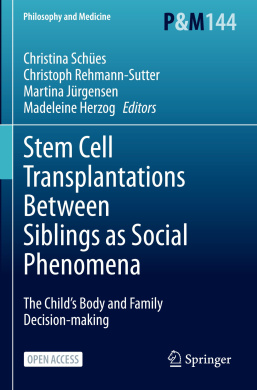 Philosophy and Medicine
P&M144
Christina Schües
Christoph Rehmann-Sutter
Martina Jürgensen
Madeleine Herzog Editors
Stem Cell
Transplantations
Between
Siblings as Social
Phenomena
The Child's Body and Family
Decision-making
OPEN ACCESS
Springer